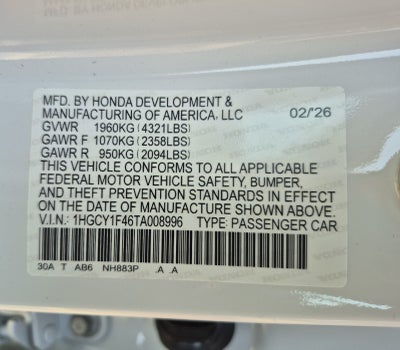 MFD. BY HONDA DEVELOPMENT &
MANUFACTURING OF AMERICA, LLC 02/'26
GVWR 1960KG (4321LBS)
GAWR F 1070KG (2358LBS)
GAWR R 950KG (2094LBS)
THIS VEHICLE CONFORMS TO ALL APPLICABLE
FEDERAL MOTOR VEHICLE SAFETY, BUMPER,
AND THEFT PREVENTION STANDARDS IN EFFECT
ON THE DATE OF MANUFACTURE SHOWN ABOVE.
V.I.N.: 1HGCY1F46TA008996 TYPE: PASSENGER CAR
30A T AB6 NH883P .A .A